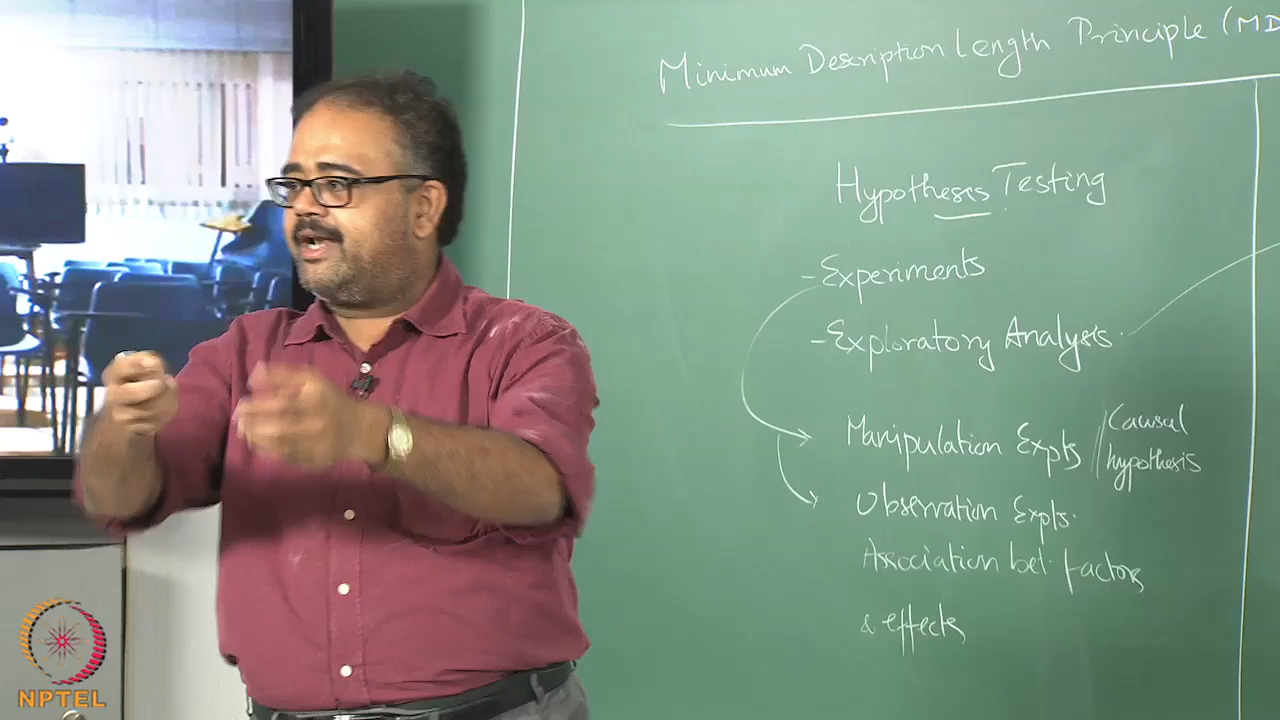 Minimum Description Length Principle (MD
Hypothesis Testing
- Experiments
- Exploratory Analysis
Manipulation Expts
Causal
hypothesis
Observation Expts.
Association bet. factors
& effects
NPTEL